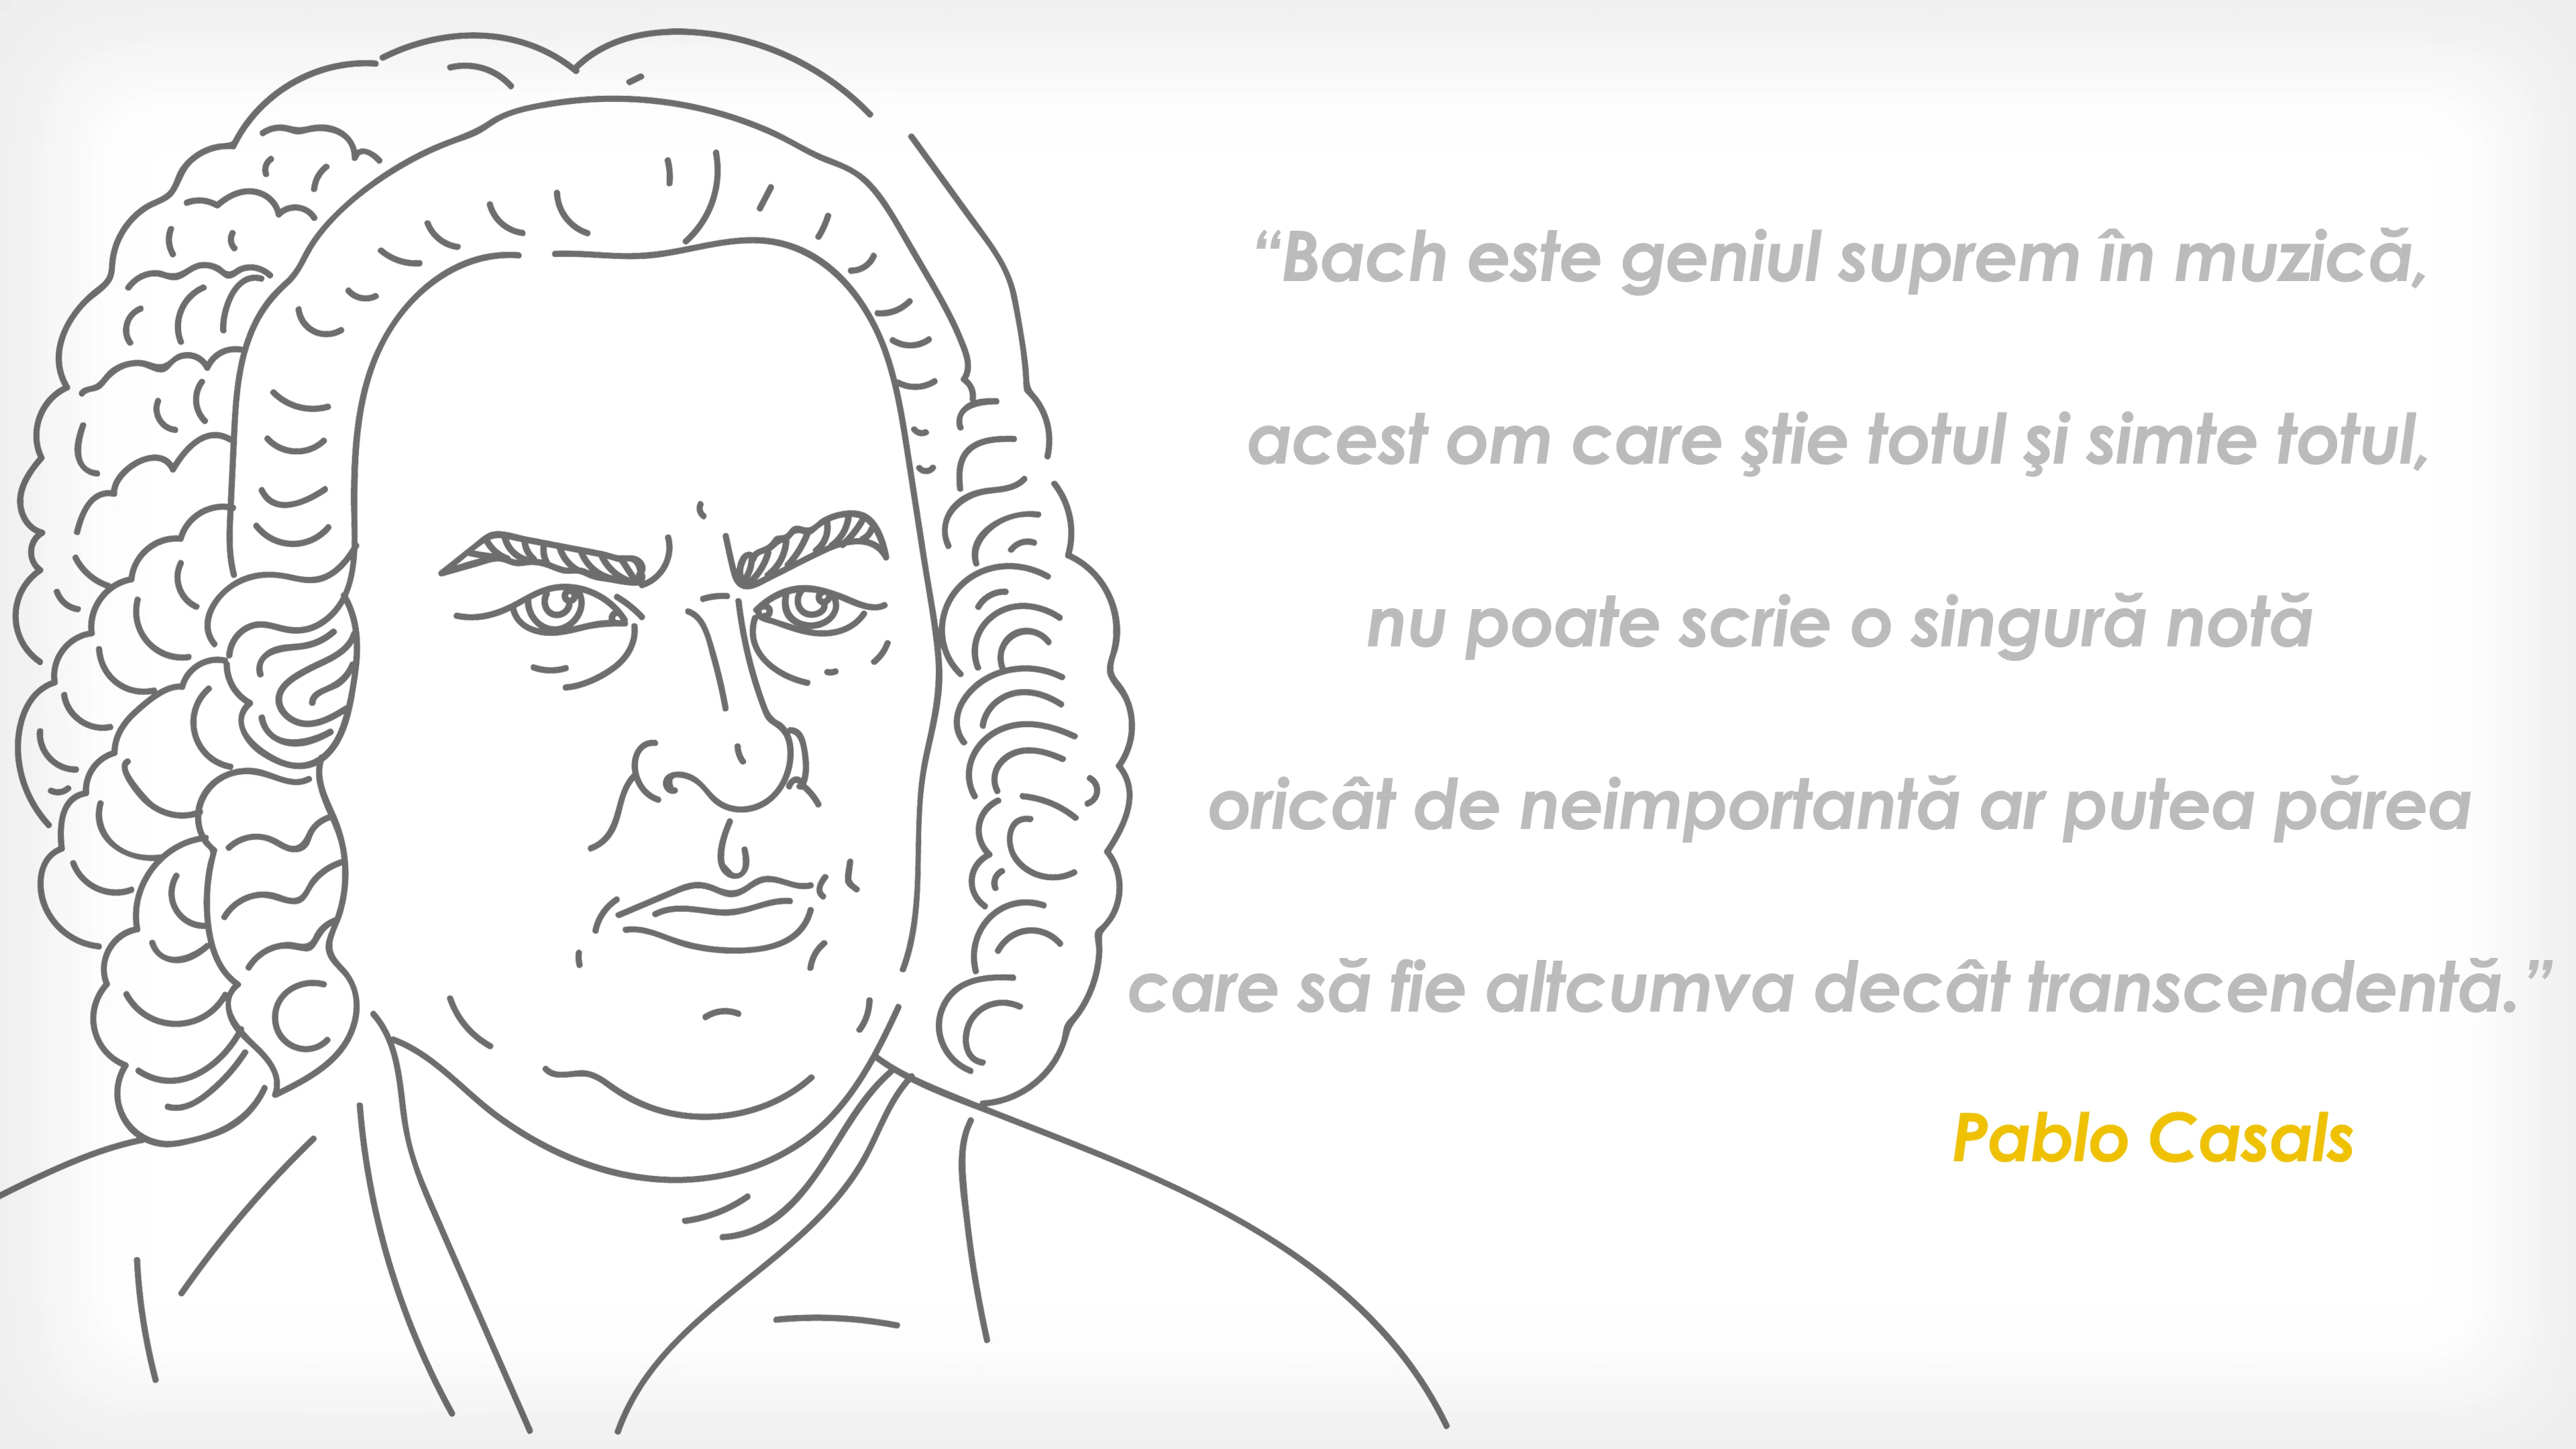 “Bach este geniul suprem în muzică,
acest om care ştie totul şi simte totul,
nu poate scrie o singură notă
oricât de neimportantă ar putea părea
care să fie altcumva decât transcendentă.”
Pablo Casals